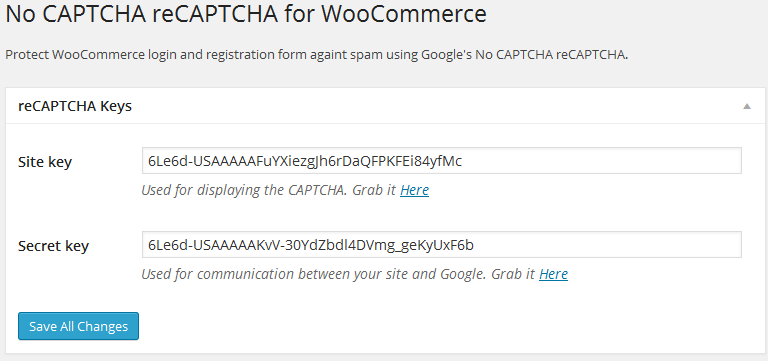 No CAPTCHA reCAPTCHA for WooCommerce
Protect WooCommerce login and registration form againt spam using Google's No CAPTCHA reCAPTCHA.
reCAPTCHA Keys
Site key
6Le6d-USAAAAAFuYXiezgJh6rDaQFPKFEi84yfMc
Used for displaying the CAPTCHA. Grab it Here
Secret key
6Le6d-USAAAAAKvV-30YdZbdl4DVmg_geKyUxF6b
Used for communication between your site and Google. Grab it Here
Save All Changes